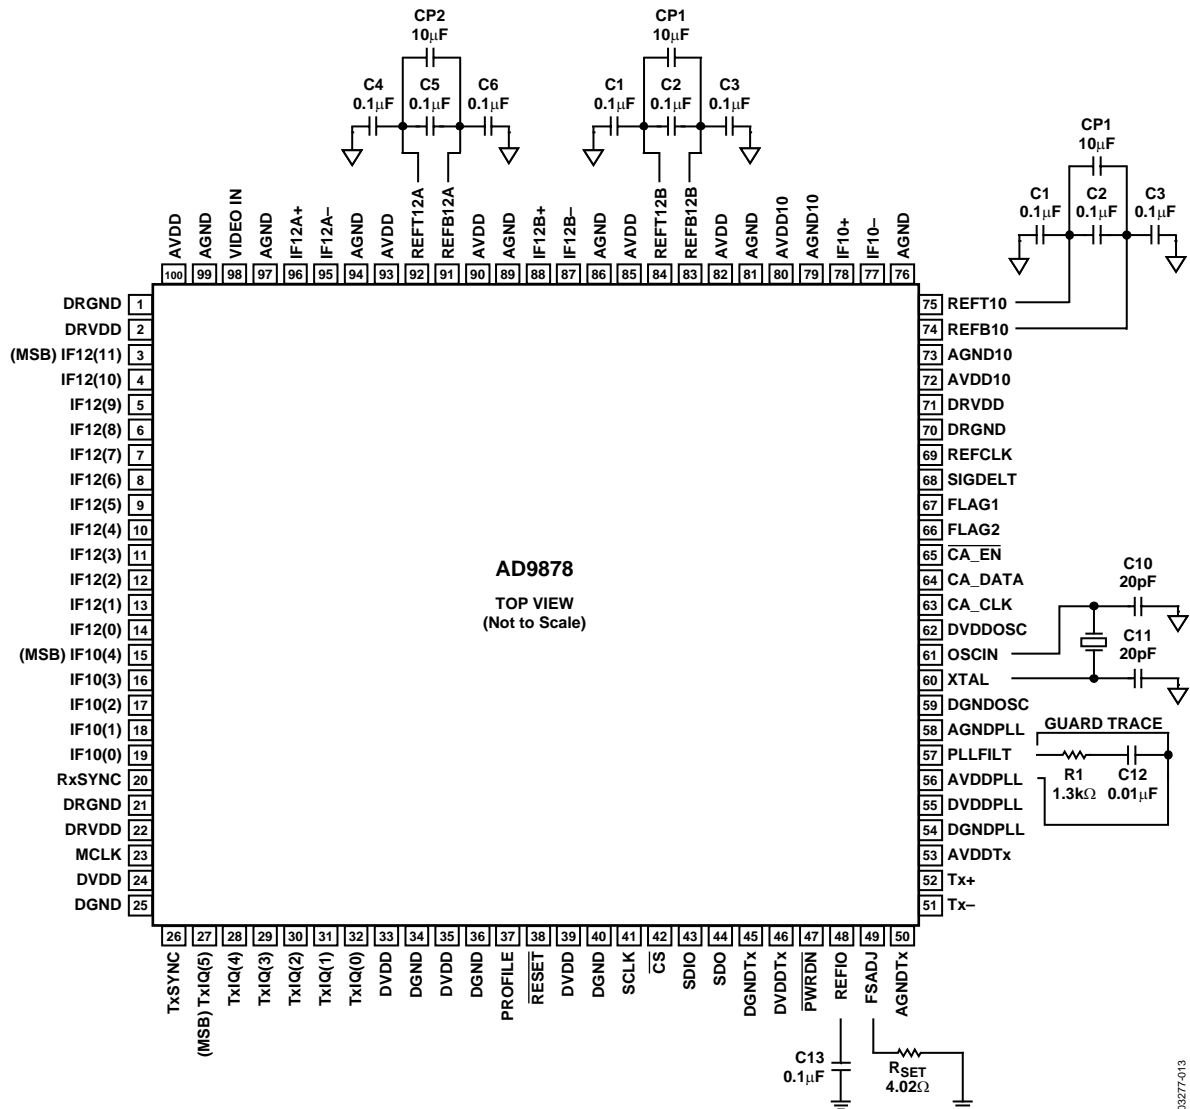 CP2
10μF
C4
0.1μF
C5
0.1μF
C6
0.1μF
CP1
10μF
C1
0.1μF
C2
0.1μF
C3
0.1μF
CP1
10μF
C1
0.1μF
C2
0.1μF
C3
0.1μF
AVDD
AGND
VIDEO IN
AGND
IF12A+
IF12A–
AGND
AVDD
REFT12A
REFB12A
AVDD
AGND
IF12B+
IF12B–
AGND
AVDD
REFT12B
REFB12B
AVDD
AGND
AVDD10
AGND10
IF10+
IF10–
AGND
100 99 98 97 96 95 94 93 92 91 90 89 88 87 86 85 84 83 82 81 80 79 78 77 76
DRGND 1
DRVDD 2
(MSB) IF12(11) 3
IF12(10) 4
IF12(9) 5
IF12(8) 6
IF12(7) 7
IF12(6) 8
IF12(5) 9
IF12(4) 10
IF12(3) 11
IF12(2) 12
IF12(1) 13
IF12(0) 14
(MSB) IF10(4) 15
IF10(3) 16
IF10(2) 17
IF10(1) 18
IF10(0) 19
RxSYNC 20
DRGND 21
DRVDD 22
MCLK 23
DVDD 24
DGND 25
AD9878
TOP VIEW
(Not to Scale)
75 REFT10
74 REFB10
73 AGND10
72 AVDD10
71 DRVDD
70 DRGND
69 REFCLK
68 SIGDELT
67 FLAG1
66 FLAG2
65 CA_EN
64 CA_DATA
63 CA_CLK
62 DVDDOSC
61 OSCIN
60 XTAL
59 DGNDOSC
58 AGNDPLL
57 PLLFILT
56 AVDDPLL
55 DVDDPLL
54 DGNDPLL
53 AVDDTx
52 Tx+
51 Tx–
C10
20pF
C11
20pF
GUARD TRACE
R1
1.3kΩ
C12
0.01μF
26 27 28 29 30 31 32 33 34 35 36 37 38 39 40 41 42 43 44 45 46 47 48 49 50
TxSYNC
(MSB) TxIQ(5)
TxIQ(4)
TxIQ(3)
TxIQ(2)
TxIQ(1)
TxIQ(0)
DVDD
DGND
DVDD
DGND
PROFILE
RESET
DVDD
DGND
SCLK
CS
SDIO
SDO
DGNDTx
DVDDTx
PWRDN
REFIO
FSADJ
AGNDTx
C13
0.1μF
RSET
4.02Ω
03277-013